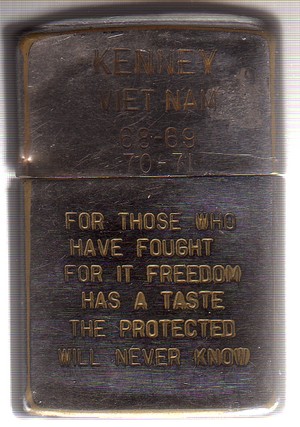 KENNEY
VIET NAM
68-69
70-71
FOR THOSE WHO
HAVE FOUGHT
FOR IT FREEDOM
HAS A TASTE
THE PROTECTED
WILL NEVER KNOW